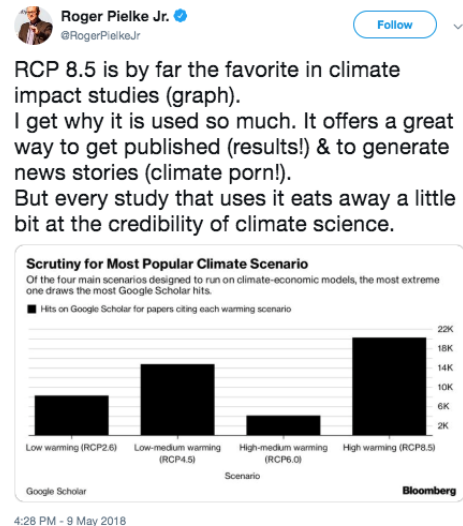 Roger Pielke Jr.
@RogerPielkeJr
Follow
RCP 8.5 is by far the favorite in climate
impact studies (graph).
I get why it is used so much. It offers a great
way to get published (results!) & to generate
news stories (climate porn!).
But every study that uses it eats away a little
bit at the credibility of climate science.
Scrutiny for Most Popular Climate Scenario
Of the four main scenarios designed to run on climate-economic models, the most extreme
one draws the most Google Scholar hits.
Hits on Google Scholar for papers citing each warming scenario
22K
18K
14K
10K
6K
2K
Low warming (RCP2.6)
Low-medium warming
(RCP4.5)
High-medium warming
(RCP6.0)
High warming (RCP8.5)
Scenario
Google Scholar
Bloomberg
4:28 PM - 9 May 2018